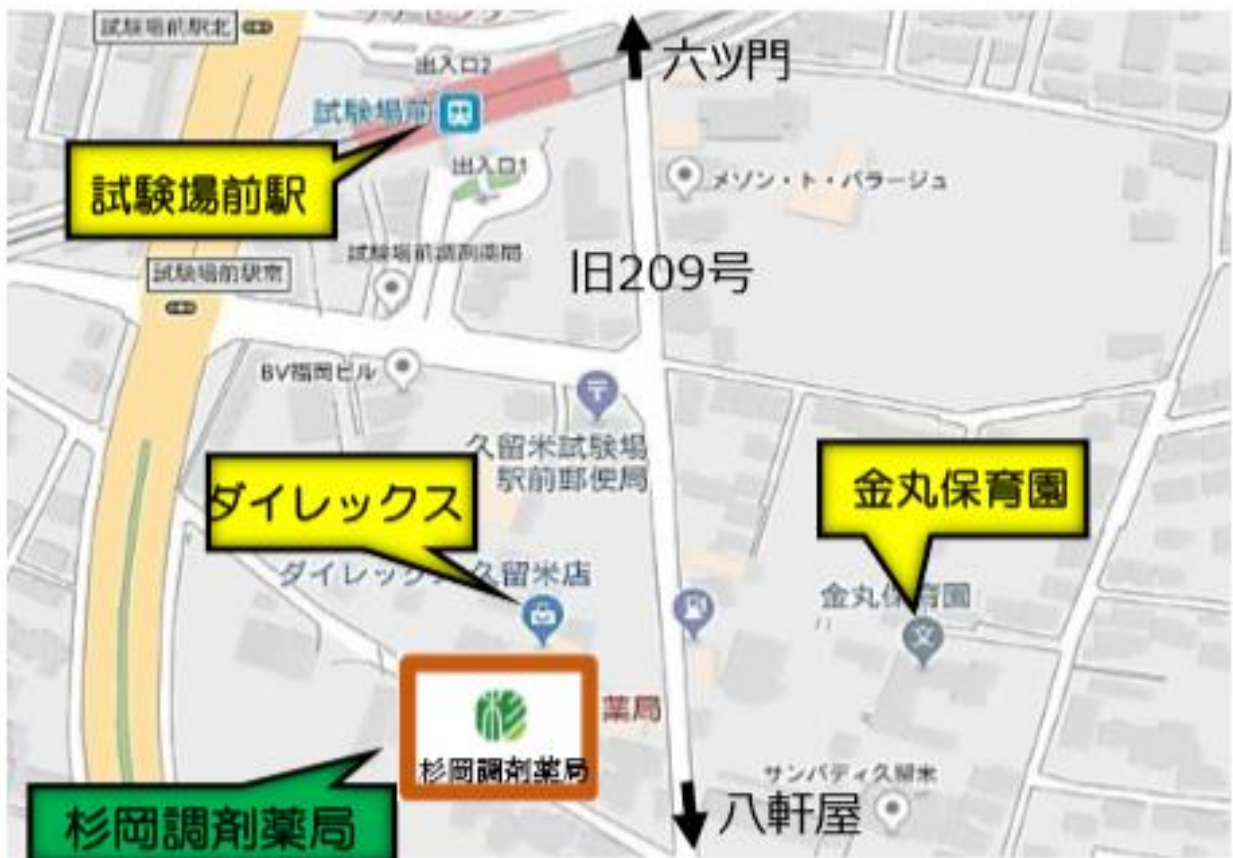 試験場前駅北
出入口2
六ツ門
試験場前
試験場前駅
出入口1
メゾン・ト・バラージュ
試験場前調剤薬局
試験場前駅南
旧209号
BV福岡ビル
久留米試験場
駅前郵便局
ダイレックス
金丸保育園
ダイレックス久留米店
金丸保育園
薬局
杉岡調剤薬局
サンパティ久留米
杉岡調剤薬局
八軒屋